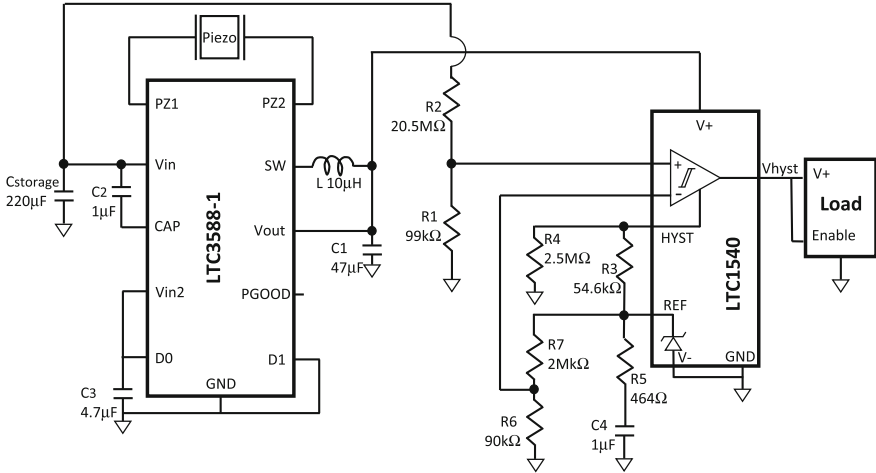 Piezo
PZ1
PZ2
R2
20.5MΩ
V+
Vin
SW
L 10μH
Vhyst
V+
Load
Enable
Cstorage
220μF
C2
1μF
CAP
LTC3588-1
Vout
C1
47μF
R1
99kΩ
+
-
HYST
R4
2.5MΩ
R3
54.6kΩ
LTC1540
Vin2
PGOOD
REF
D0
D1
R7
2MkΩ
V-
GND
GND
C3
4.7μF
R5
464Ω
R6
90kΩ
C4
1μF